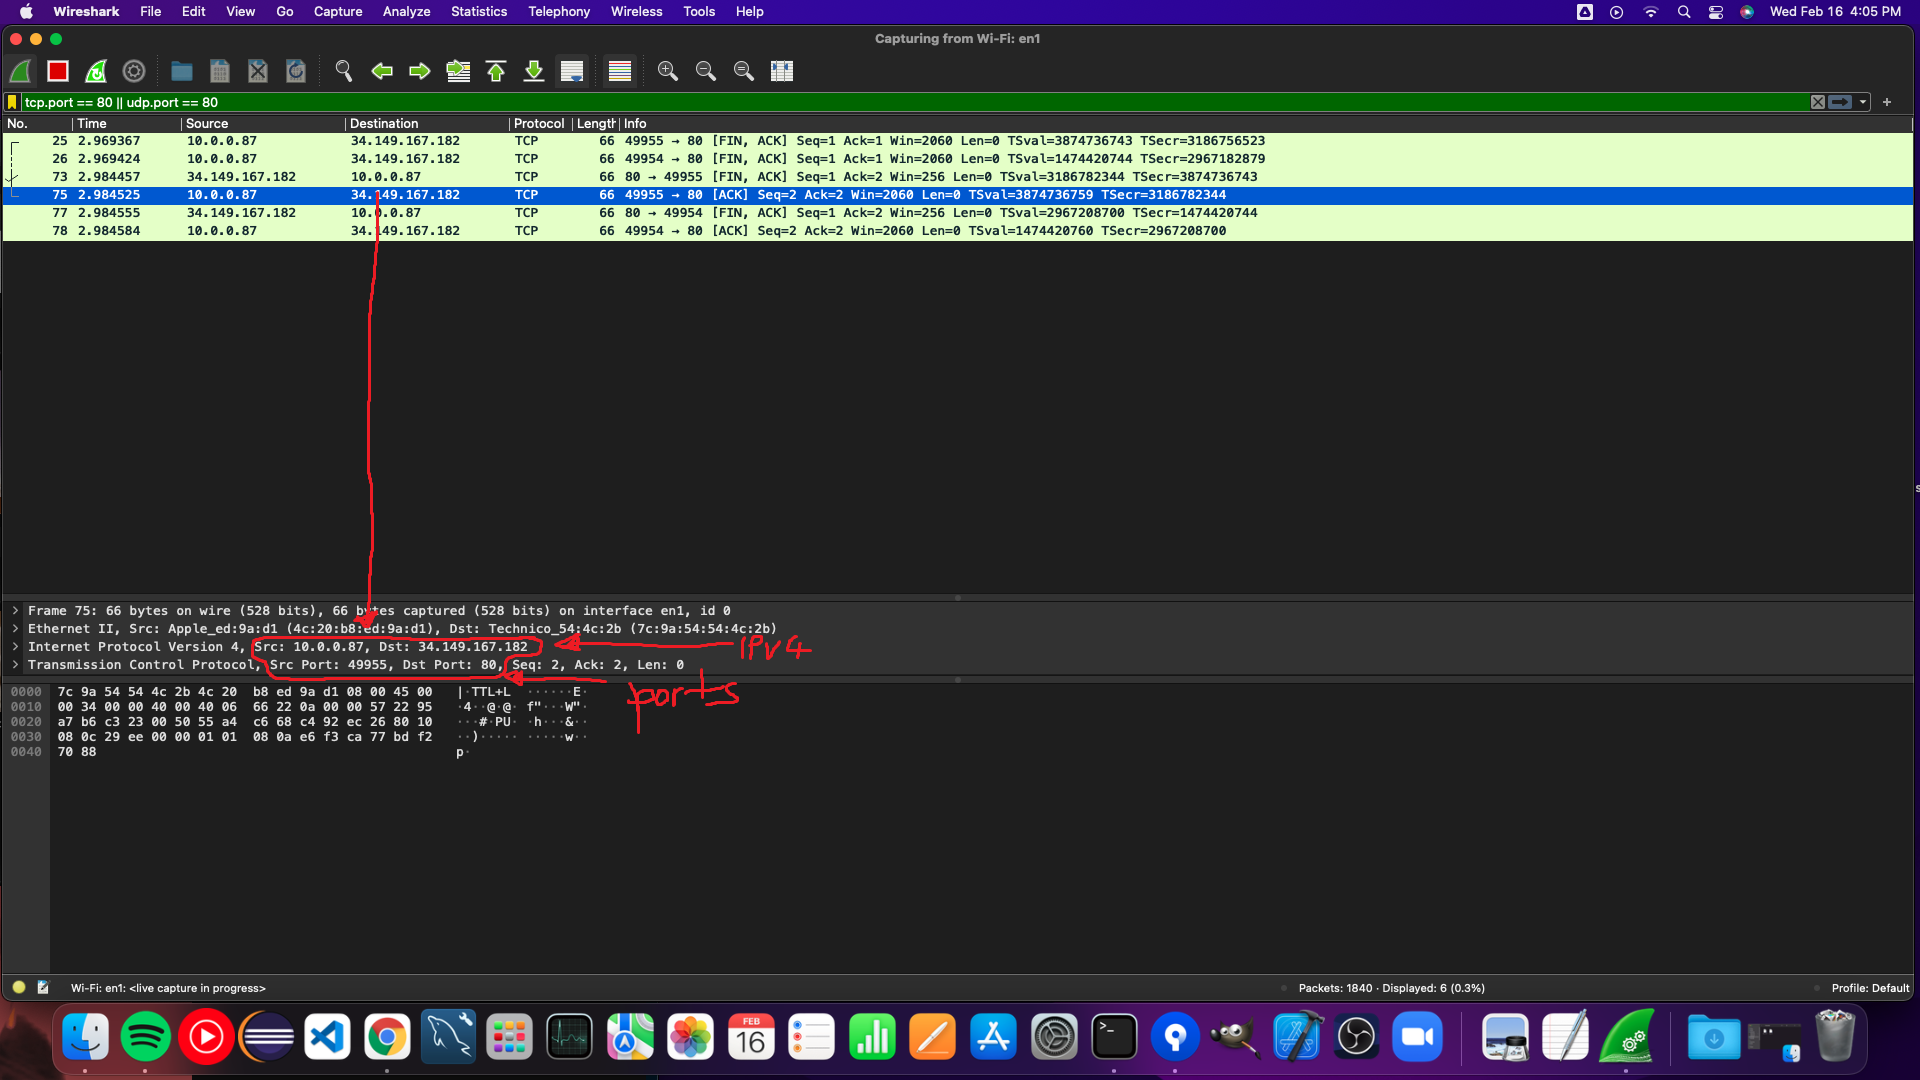 Wireshark File Edit View Go Capture Analyze Statistics Telephony Wireless Tools Help Wed Feb 16 4:05 PM
Capturing from Wi-Fi: en1
tcp.port == 80 || udp.port == 80
No. Time Source Destination Protocol Length Info
25 2.969367 10.0.0.87 34.149.167.182 TCP 66 49955 → 80 [FIN, ACK] Seq=1 Ack=1 Win=2060 Len=0 TSval=3874736743 TSecr=3186756523
26 2.969424 10.0.0.87 34.149.167.182 TCP 66 49954 → 80 [FIN, ACK] Seq=1 Ack=1 Win=2060 Len=0 TSval=1474420744 TSecr=2967182879
73 2.984457 34.149.167.182 10.0.0.87 TCP 66 80 → 49955 [FIN, ACK] Seq=1 Ack=2 Win=256 Len=0 TSval=3186782344 TSecr=3874736743
75 2.984525 10.0.0.87 34.149.167.182 TCP 66 49955 → 80 [ACK] Seq=2 Ack=2 Win=2060 Len=0 TSval=3874736759 TSecr=3186782344
77 2.984555 34.149.167.182 10.0.0.87 TCP 66 80 → 49954 [FIN, ACK] Seq=1 Ack=2 Win=256 Len=0 TSval=2967208700 TSecr=1474420744
78 2.984584 10.0.0.87 34.149.167.182 TCP 66 49954 → 80 [ACK] Seq=2 Ack=2 Win=2060 Len=0 TSval=1474420760 TSecr=2967208700
Frame 75: 66 bytes on wire (528 bits), 66 bytes captured (528 bits) on interface en1, id 0
Ethernet II, Src: Apple_ed:9a:d1 (4c:20:b8:ed:9a:d1), Dst: Technico_54:4c:2b (7c:9a:54:54:4c:2b)
Internet Protocol Version 4, Src: 10.0.0.87, Dst: 34.149.167.182
IPv4
Transmission Control Protocol, Src Port: 49955, Dst Port: 80, Seq: 2, Ack: 2, Len: 0
ports
0000 7c 9a 54 54 4c 2b 4c 20 b8 ed 9a d1 08 00 45 00 |·TTL+L ······E·
0010 00 34 00 00 40 00 40 06 66 22 0a 00 00 57 22 95 ·4··@·@· f"···W"·
0020 a7 b6 c3 23 00 50 55 a4 c6 68 c4 92 ec 26 80 10 ···#·PU· ·h···&··
0030 08 0c 29 ee 00 00 01 01 08 0a e6 f3 ca 77 bd f2 ··)····· ·····w··
0040 70 88 p·
Wi-Fi: en1: <live capture in progress> Packets: 1840 · Displayed: 6 (0.3%) Profile: Default
FEB
16